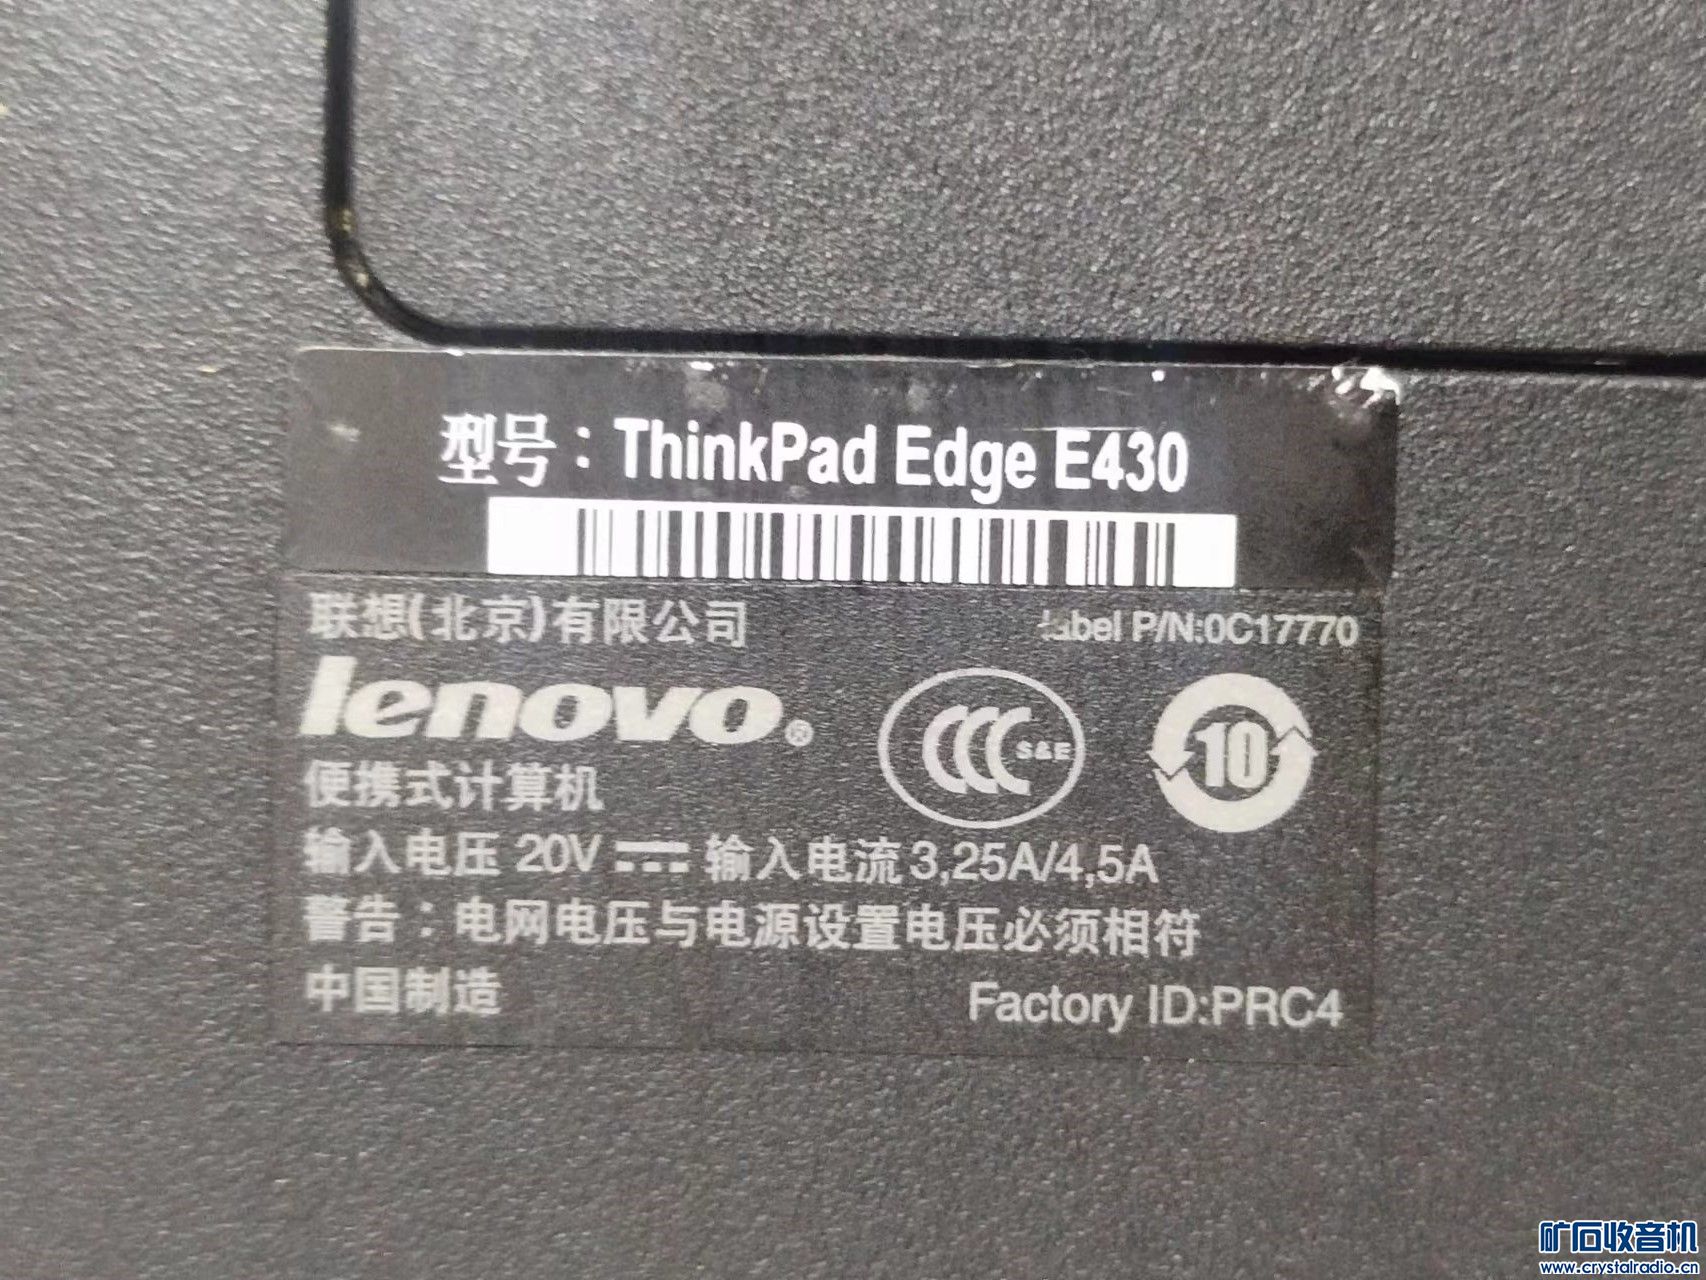 型号：ThinkPad Edge E430
联想(北京)有限公司
Label P/N:0C17770
lenovo®
CCC S&E
10
便携式计算机
输入电压 20V ⎓ 输入电流 3,25A/4,5A
警告：电网电压与电源设置电压必须相符
中国制造
Factory ID:PRC4
矿石收音机
www.crystalradio.cn